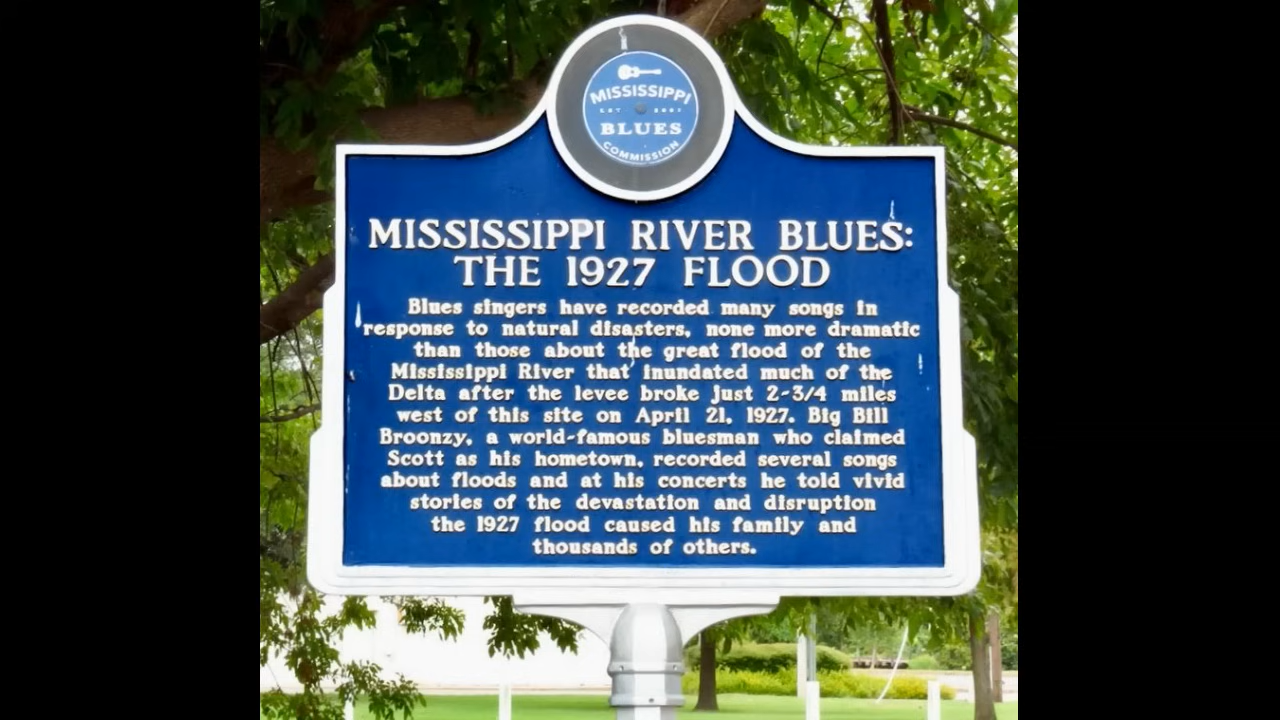 MISSISSIPPI
EST 2007
BLUES
COMMISSION
MISSISSIPPI RIVER BLUES:
THE 1927 FLOOD
Blues singers have recorded many songs in
response to natural disasters, none more dramatic
than those about the great flood of the
Mississippi River that inundated much of the
Delta after the levee broke just 2-3/4 miles
west of this site on April 21, 1927. Big Bill
Broonzy, a world-famous bluesman who claimed
Scott as his hometown, recorded several songs
about floods and at his concerts he told vivid
stories of the devastation and disruption
the 1927 flood caused his family and
thousands of others.